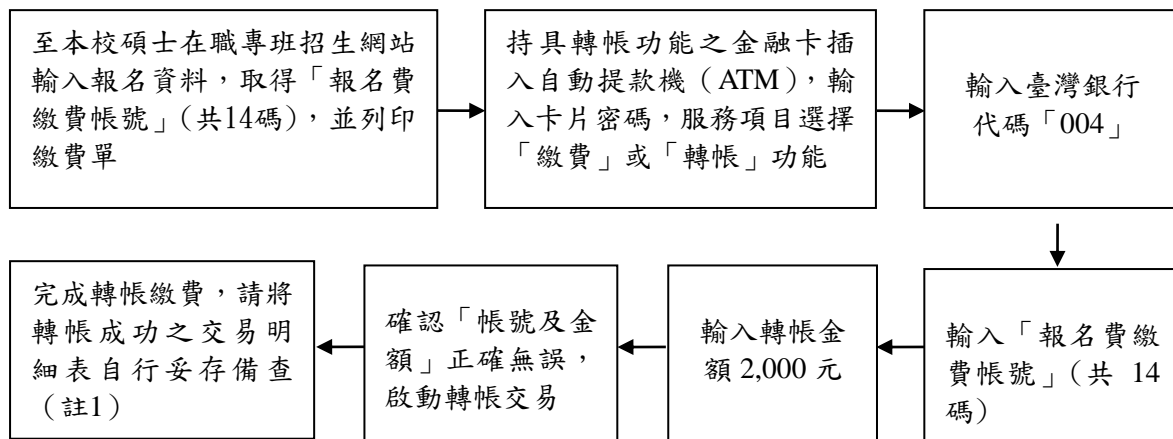 至本校碩士在職專班招生網站
輸入報名資料，取得「報名費
繳費帳號」（共14碼），並列印
繳費單
持具轉帳功能之金融卡插
入自動提款機（ATM），輸
入卡片密碼，服務項目選擇
「繳費」或「轉帳」功能
輸入臺灣銀行
代碼「004」
輸入「報名費繳
費帳號」（共 14
碼）
輸入轉帳金
額 2,000 元
確認「帳號及金
額」正確無誤，
啟動轉帳交易
完成轉帳繳費，請將
轉帳成功之交易明
細表自行妥存備查
（註1）